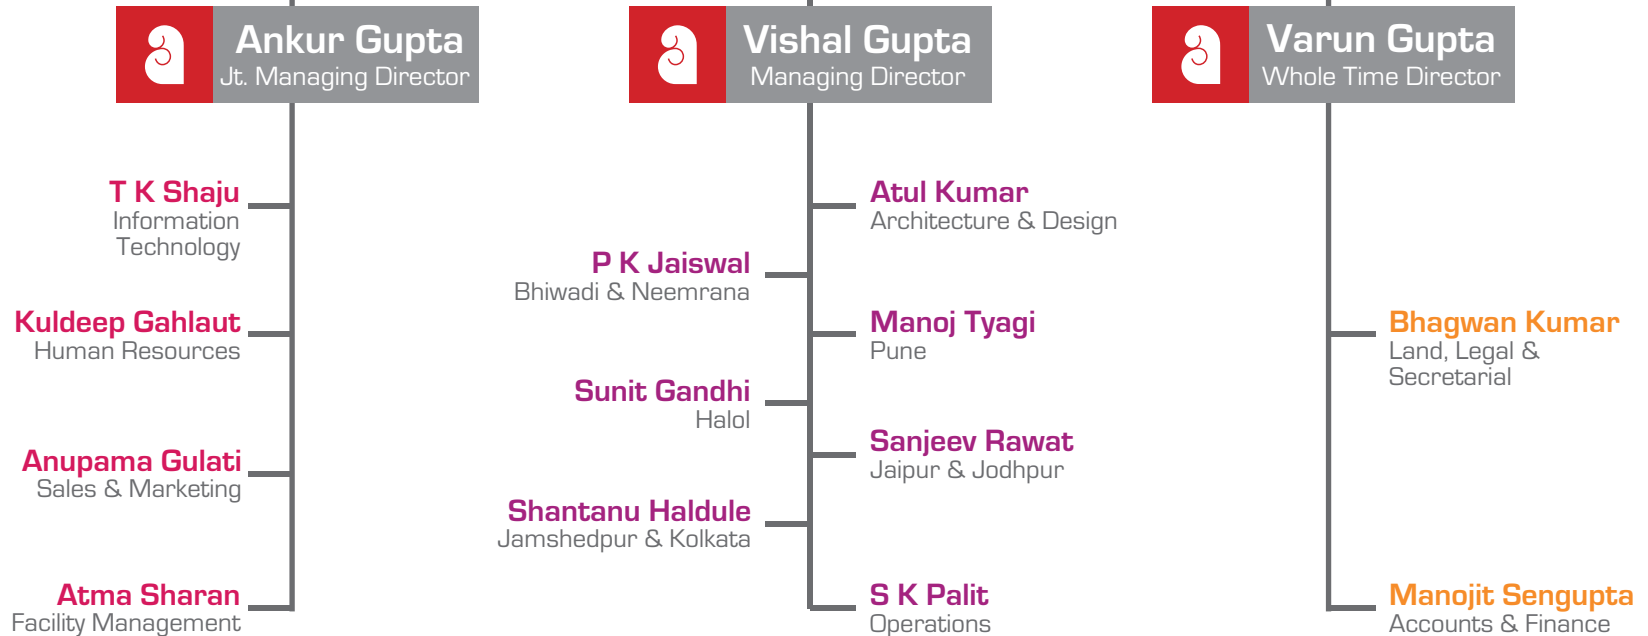 Ankur Gupta
Jt. Managing Director
T K Shaju
Information
Technology
Kuldeep Gahlaut
Human Resources
Anupama Gulati
Sales & Marketing
Atma Sharan
Facility Management
Vishal Gupta
Managing Director
Atul Kumar
Architecture & Design
P K Jaiswal
Bhiwadi & Neemrana
Manoj Tyagi
Pune
Sunit Gandhi
Halol
Sanjeev Rawat
Jaipur & Jodhpur
Shantanu Haldule
Jamshedpur & Kolkata
S K Palit
Operations
Varun Gupta
Whole Time Director
Bhagwan Kumar
Land, Legal &
Secretarial
Manojit Sengupta
Accounts & Finance